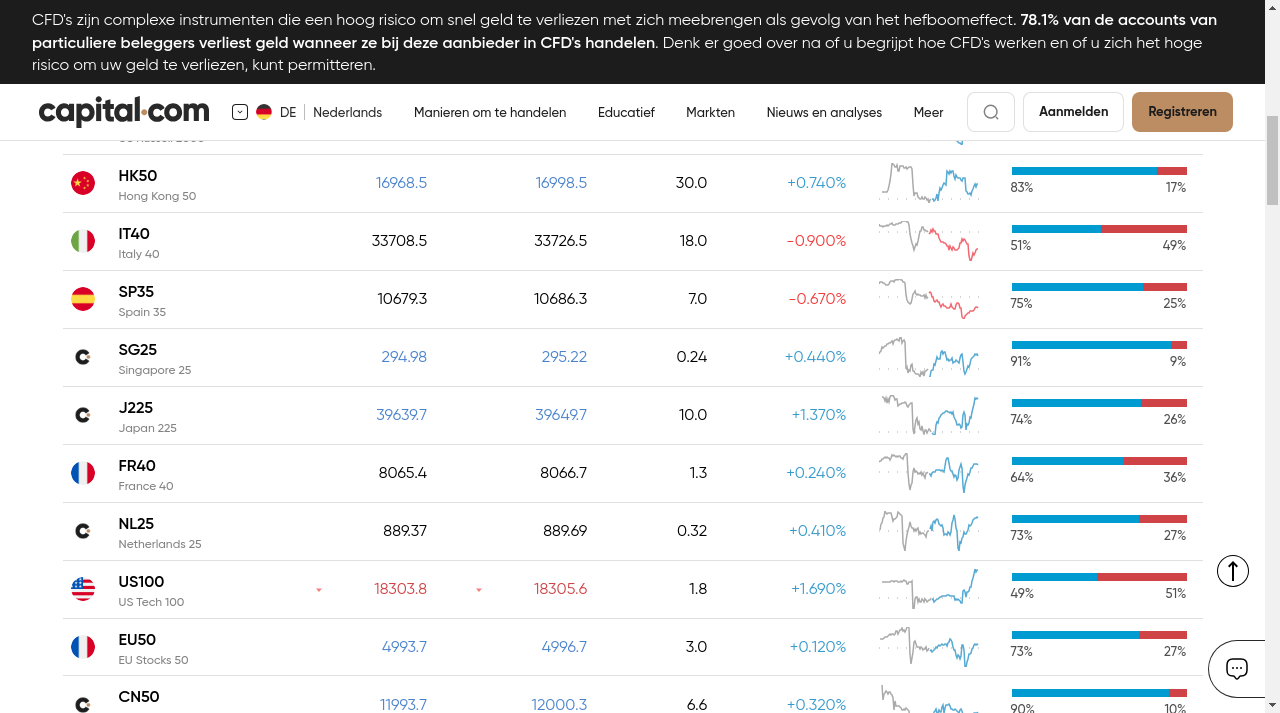 CFD's zijn complexe instrumenten die een hoog risico om snel geld te verliezen met zich meebrengen als gevolg van het hefboomeffect. 78.1% van de accounts van
particuliere beleggers verliest geld wanneer ze bij deze aanbieder in CFD's handelen. Denk er goed over na of u begrijpt hoe CFD's werken en of u zich het hoge
risico om uw geld te verliezen, kunt permitteren.
capital.com DE Nederlands Manieren om te handelen Educatief Markten Nieuws en analyses Meer Aanmelden Registreren
HK50 16968.5 16998.5 30.0 +0.740%
Hong Kong 50 83% 17%
IT40 33708.5 33726.5 18.0 -0.900%
Italy 40 51% 49%
SP35 10679.3 10686.3 7.0 -0.670%
Spain 35 75% 25%
SG25 294.98 295.22 0.24 +0.440%
Singapore 25 91% 9%
J225 39639.7 39649.7 10.0 +1.370%
Japan 225 74% 26%
FR40 8065.4 8066.7 1.3 +0.240%
France 40 64% 36%
NL25 889.37 889.69 0.32 +0.410%
Netherlands 25 73% 27%
US100 18303.8 18305.6 1.8 +1.690%
US Tech 100 49% 51%
EU50 4993.7 4996.7 3.0 +0.120%
EU Stocks 50 73% 27%
CN50 11993.7 12000.3 6.6 +0.320%
90% 10%